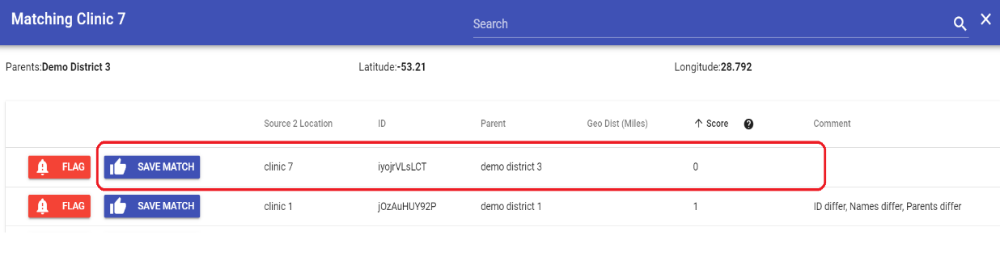 Matching Clinic 7
Search
Parents:Demo District 3 Latitude:-53.21 Longitude:28.792
Source 2 Location ID Parent Geo Dist (Miles) Score ? Comment
FLAG SAVE MATCH clinic 7 iyojrVLsLCT demo district 3 0
FLAG SAVE MATCH clinic 1 jOzAuHUY92P demo district 1 1 ID differ, Names differ, Parents differ